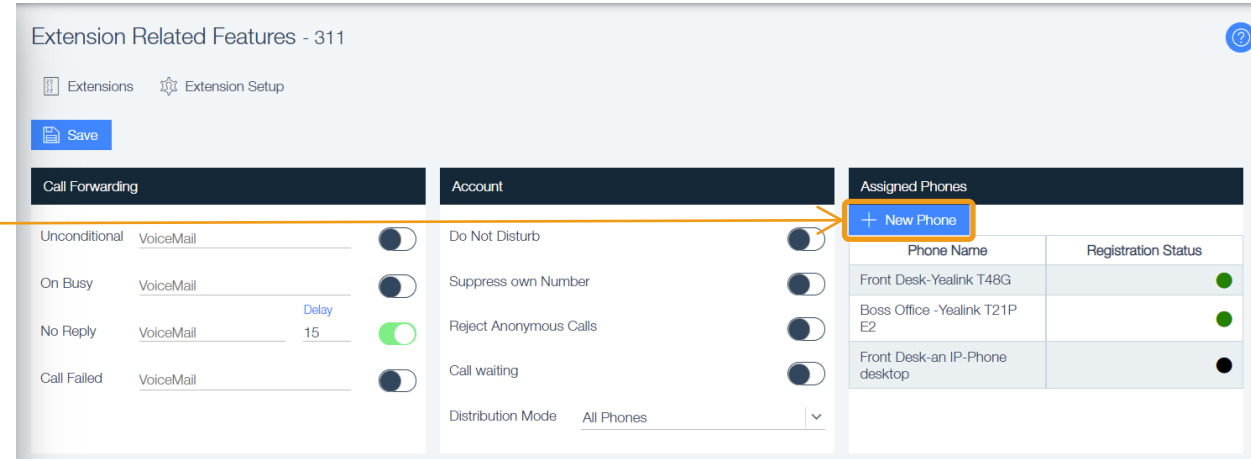 Extension Related Features - 311
?
Extensions Extension Setup
Save
Call Forwarding
Unconditional VoiceMail
On Busy VoiceMail
Delay
No Reply VoiceMail 15
Call Failed VoiceMail
Account
Do Not Disturb
Suppress own Number
Reject Anonymous Calls
Call waiting
Distribution Mode All Phones
Assigned Phones
+ New Phone
Phone Name Registration Status
Front Desk-Yealink T48G
Boss Office -Yealink T21P
E2
Front Desk-an IP-Phone
desktop